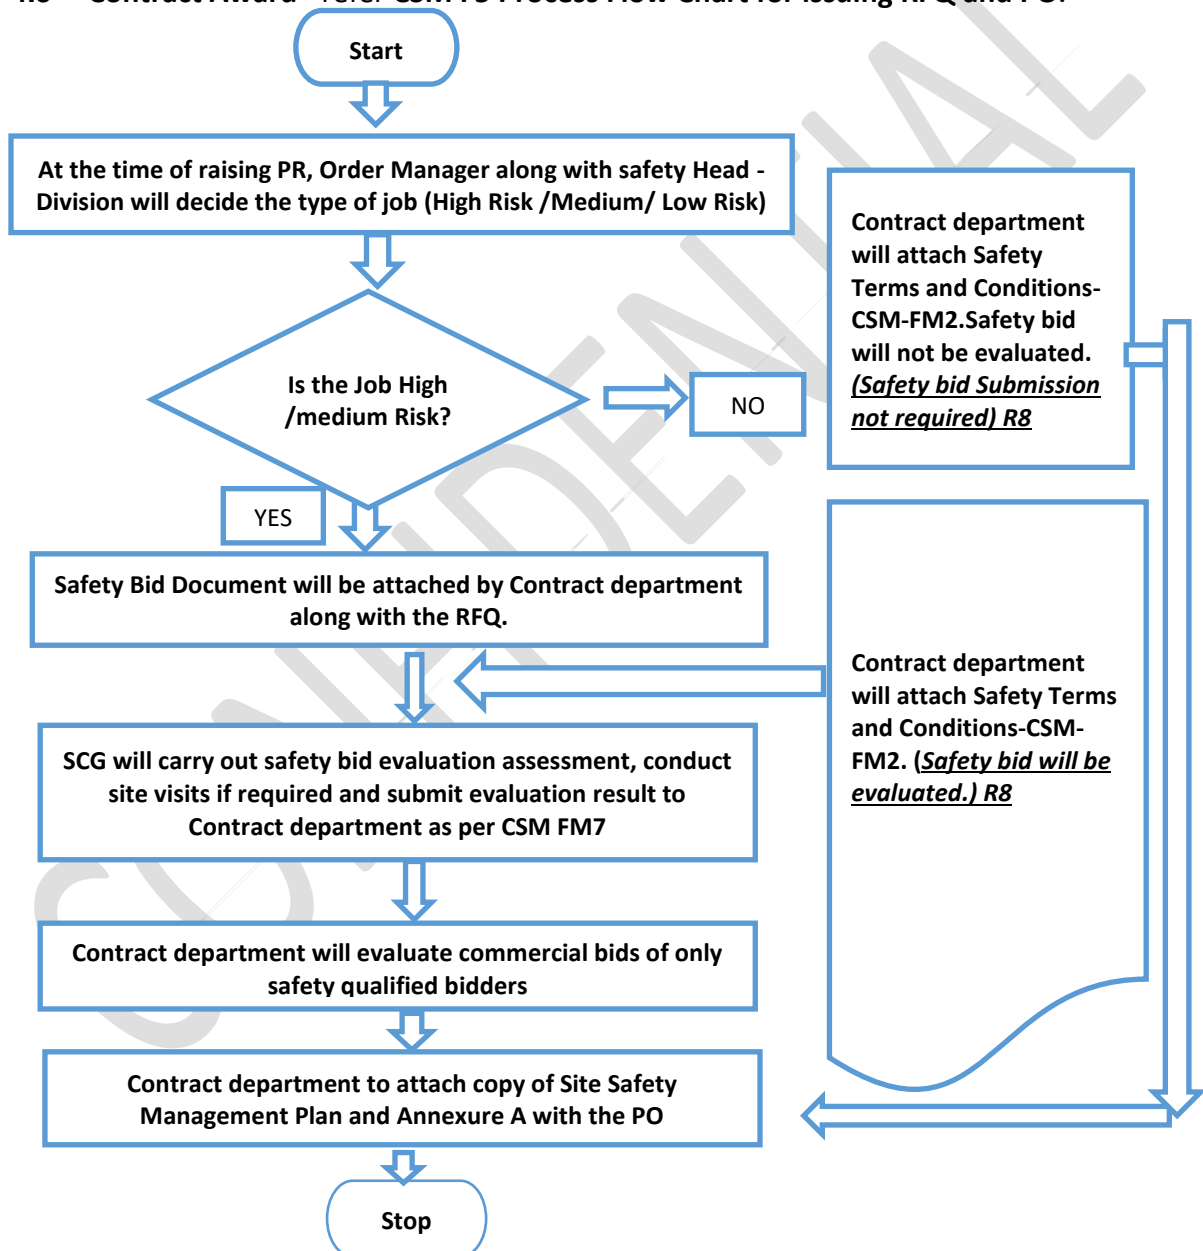 Start
At the time of raising PR, Order Manager along with safety Head -
Division will decide the type of job (High Risk /Medium/ Low Risk)
Is the Job High
/medium Risk?
NO
YES
Contract department
will attach Safety
Terms and Conditions-
CSM-FM2.Safety bid
will not be evaluated.
(Safety bid Submission
not required) R8
Safety Bid Document will be attached by Contract department
along with the RFQ.
Contract department
will attach Safety Terms
and Conditions-CSM-
FM2. (Safety bid will be
evaluated.) R8
SCG will carry out safety bid evaluation assessment, conduct
site visits if required and submit evaluation result to
Contract department as per CSM FM7
Contract department will evaluate commercial bids of only
safety qualified bidders
Contract department to attach copy of Site Safety
Management Plan and Annexure A with the PO
Stop
CONFIDENTIAL